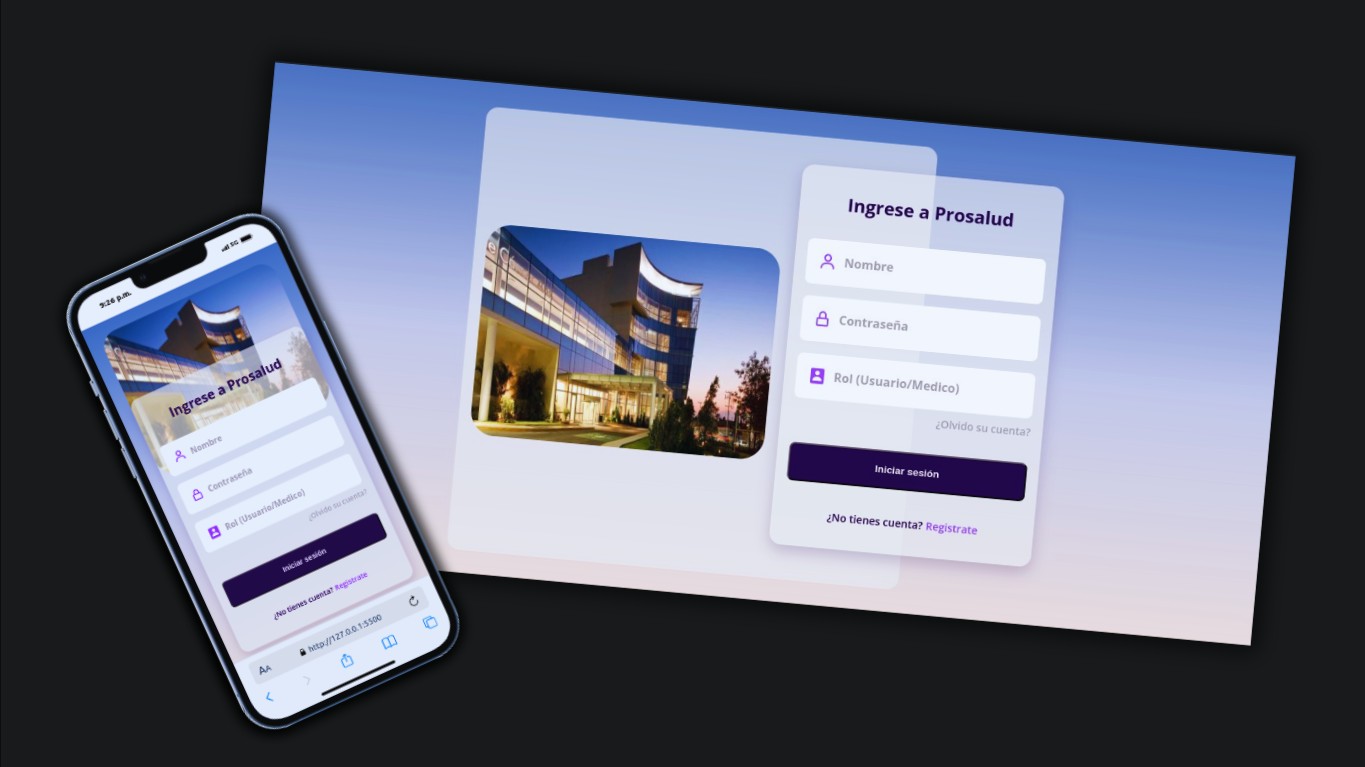 9:26 p.m.
5G
Ingrese a Prosalud
Nombre
Contraseña
Rol (Usuario/Medico)
¿Olvido su cuenta?
Iniciar sesión
¿No tienes cuenta? Registrate
AA
http://127.0.0.1:5500
Ingrese a Prosalud
Nombre
Contraseña
Rol (Usuario/Medico)
¿Olvido su cuenta?
Iniciar sesión
¿No tienes cuenta? Registrate